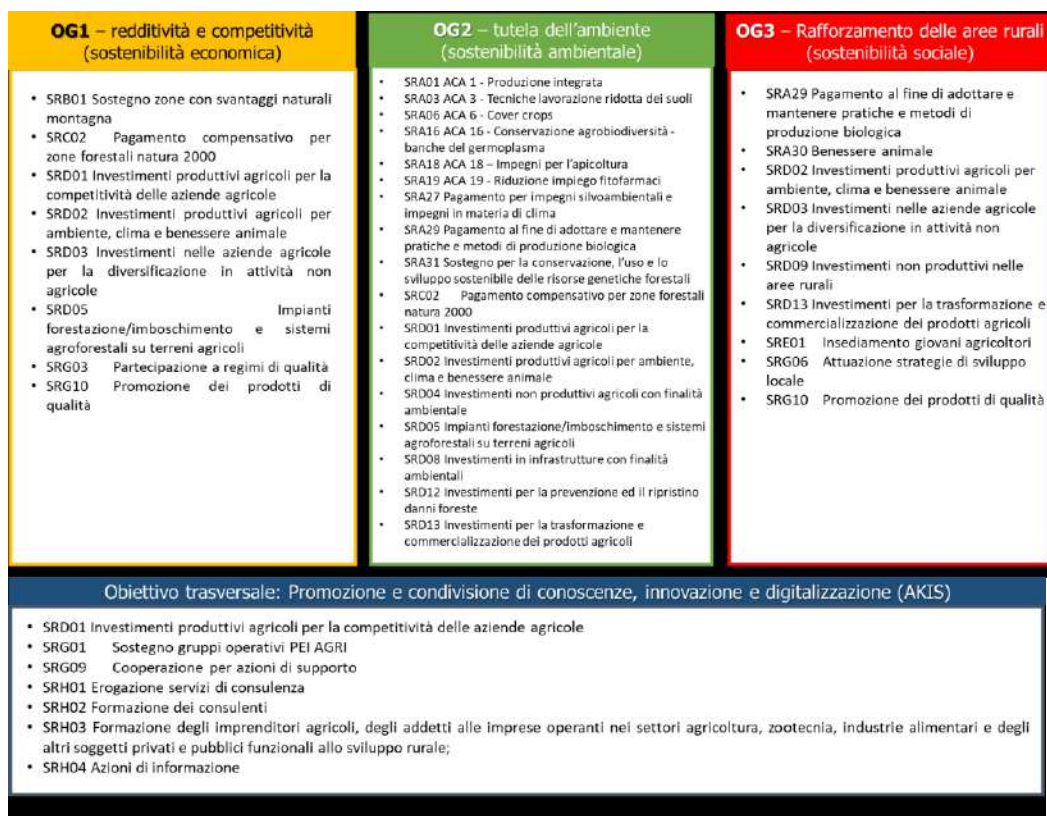 OG1 – redditività e competitività
(sostenibilità economica)
• SRB01 Sostegno zone con svantaggi naturali
montagna
• SRC02 Pagamento compensativo per
zone forestali natura 2000
• SRD01 Investimenti produttivi agricoli per la
competitività delle aziende agricole
• SRD02 Investimenti produttivi agricoli per
ambiente, clima e benessere animale
• SRD03 Investimenti nelle aziende agricole
per la diversificazione in attività non
agricole
• SRD05 Impianti
forestazione/imboschimento e sistemi
agroforestali su terreni agricoli
• SRG03 Partecipazione a regimi di qualità
• SRG10 Promozione dei prodotti di
qualità
OG2 – tutela dell'ambiente
(sostenibilità ambientale)
• SRA01 ACA 1 - Produzione integrata
• SRA03 ACA 3 - Tecniche lavorazione ridotta dei suoli
• SRA06 ACA 6 - Cover crops
• SRA16 ACA 16 - Conservazione agrobiodiversità -
banche del germoplasma
• SRA18 ACA 18 – Impegni per l'apicoltura
• SRA19 ACA 19 - Riduzione impiego fitofarmaci
• SRA27 Pagamento per impegni silvoambientali e
impegni in materia di clima
• SRA29 Pagamento al fine di adottare e mantenere
pratiche e metodi di produzione biologica
• SRA31 Sostegno per la conservazione, l'uso e lo
sviluppo sostenibile delle risorse genetiche forestali
• SRC02 Pagamento compensativo per zone forestali
natura 2000
• SRD01 Investimenti produttivi agricoli per la
competitività delle aziende agricole
• SRD02 Investimenti produttivi agricoli per ambiente,
clima e benessere animale
• SRD04 Investimenti non produttivi agricoli con finalità
ambientale
• SRD05 Impianti forestazione/imboschimento e sistemi
agroforestali su terreni agricoli
• SRD08 Investimenti in infrastrutture con finalità
ambientali
• SRD12 Investimenti per la prevenzione ed il ripristino
danni foreste
• SRD13 Investimenti per la trasformazione e
commercializzazione dei prodotti agricoli
OG3 – Rafforzamento delle aree rurali
(sostenibilità sociale)
• SRA29 Pagamento al fine di adottare e
mantenere pratiche e metodi di
produzione biologica
• SRA30 Benessere animale
• SRD02 Investimenti produttivi agricoli per
ambiente, clima e benessere animale
• SRD03 Investimenti nelle aziende agricole
per la diversificazione in attività non
agricole
• SRD09 Investimenti non produttivi nelle
aree rurali
• SRD13 Investimenti per la trasformazione e
commercializzazione dei prodotti agricoli
• SRE01 Insediamento giovani agricoltori
• SRG06 Attuazione strategie di sviluppo
locale
• SRG10 Promozione dei prodotti di qualità
Obiettivo trasversale: Promozione e condivisione di conoscenze, innovazione e digitalizzazione (AKIS)
• SRD01 Investimenti produttivi agricoli per la competitività delle aziende agricole
• SRG01 Sostegno gruppi operativi PEI AGRI
• SRG09 Cooperazione per azioni di supporto
• SRH01 Erogazione servizi di consulenza
• SRH02 Formazione dei consulenti
• SRH03 Formazione degli imprenditori agricoli, degli addetti alle imprese operanti nei settori agricoltura, zootecnia, industrie alimentari e degli
altri soggetti privati e pubblici funzionali allo sviluppo rurale;
• SRH04 Azioni di informazione